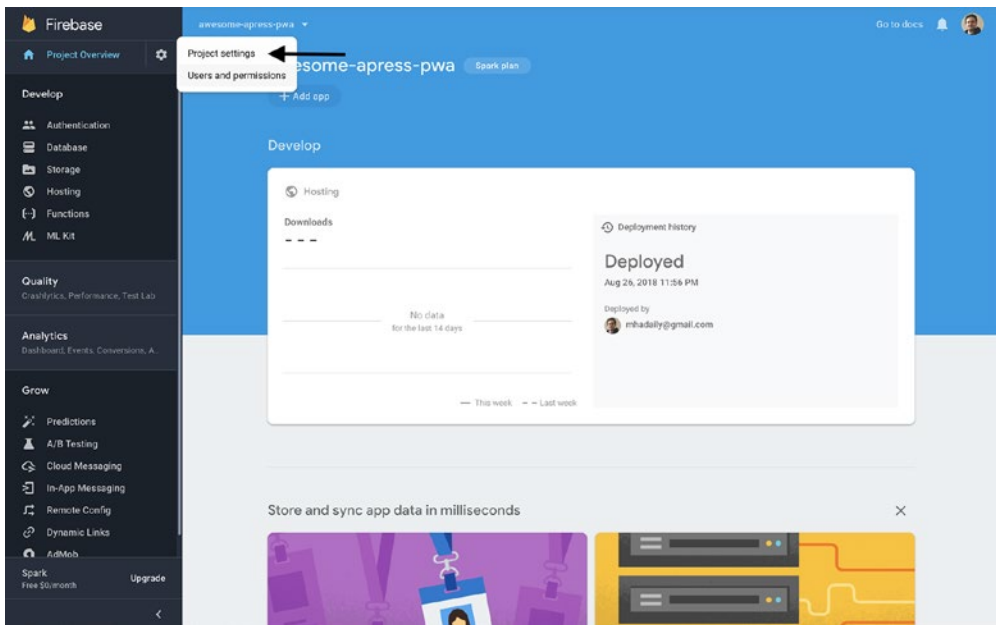 Firebase
awesome-apress-pwa
Go to docs
Project Overview
Project settings
Users and permissions
esome-apress-pwa
Spark plan
+ Add app
Develop
Authentication
Database
Storage
Hosting
Functions
ML Kit
Quality
Crashlytics, Performance, Test Lab
Analytics
Dashboard, Events, Conversions, A..
Grow
Predictions
A/B Testing
Cloud Messaging
In-App Messaging
Remote Config
Dynamic Links
AdMob
Spark
Free $0/month
Upgrade
Develop
Hosting
Downloads
- - -
No data
for the last 14 days
This week
Last week
Deployment history
Deployed
Aug 26, 2018 11:56 PM
Deployed by
mhadaily@gmail.com
Store and sync app data in milliseconds